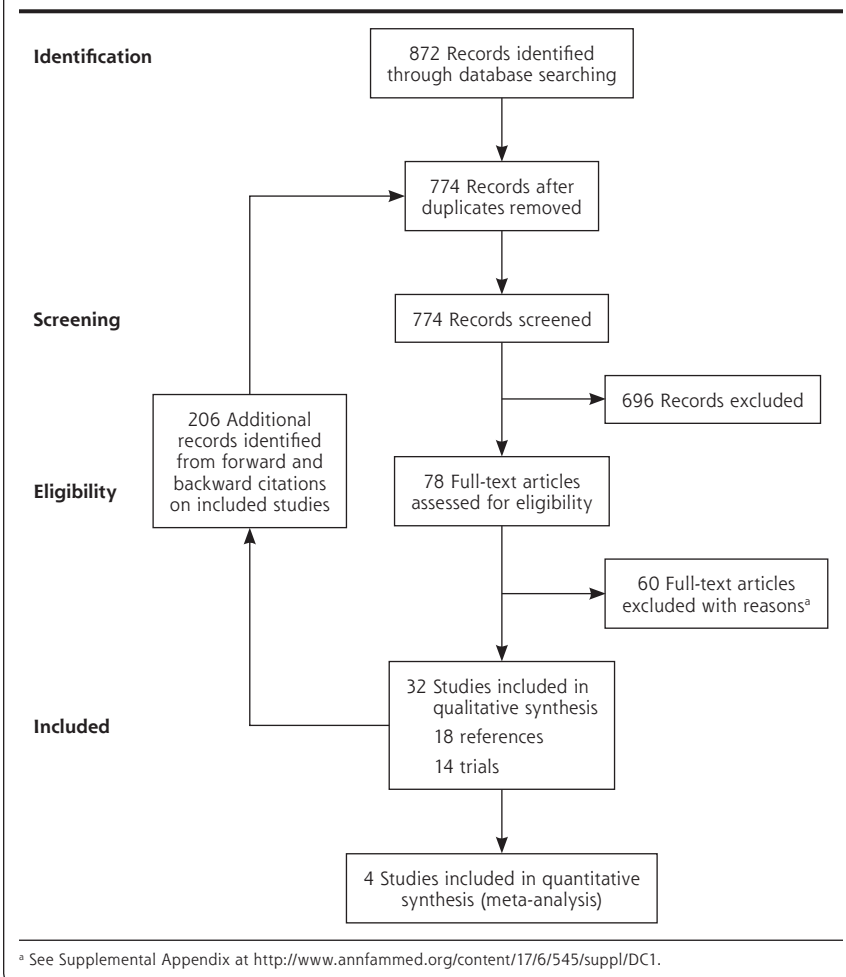 Identification
872 Records identified
through database searching
774 Records after
duplicates removed
Screening
774 Records screened
696 Records excluded
206 Additional
records identified
from forward and
backward citations
on included studies
Eligibility
78 Full-text articles
assessed for eligibility
60 Full-text articles
excluded with reasonsᵃ
Included
32 Studies included in
qualitative synthesis
18 references
14 trials
4 Studies included in quantitative
synthesis (meta-analysis)
ᵃ See Supplemental Appendix at http://www.annfammed.org/content/17/6/545/suppl/DC1.